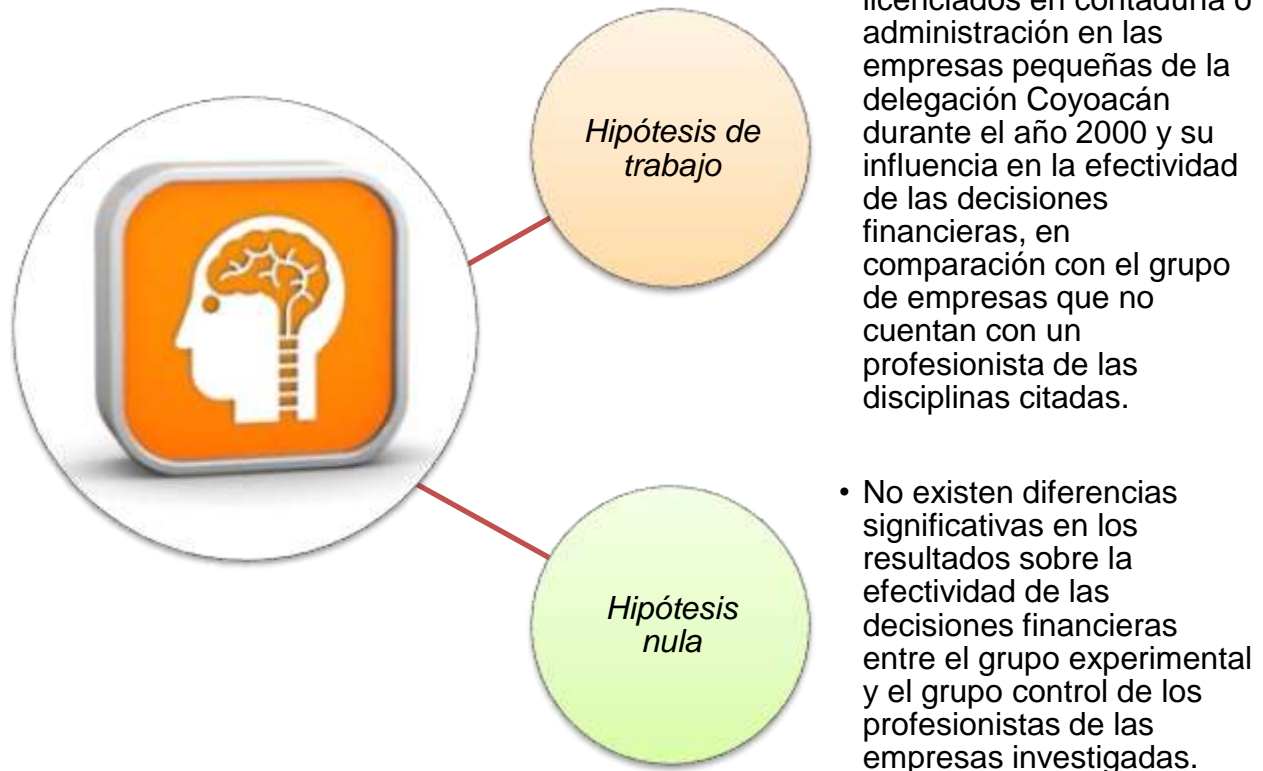 Hipótesis de
trabajo
licenciados en contaduría o
administración en las
empresas pequeñas de la
delegación Coyoacán
durante el año 2000 y su
influencia en la efectividad
de las decisiones
financieras, en
comparación con el grupo
de empresas que no
cuentan con un
profesionista de las
disciplinas citadas.
Hipótesis
nula
• No existen diferencias
significativas en los
resultados sobre la
efectividad de las
decisiones financieras
entre el grupo experimental
y el grupo control de los
profesionistas de las
empresas investigadas.